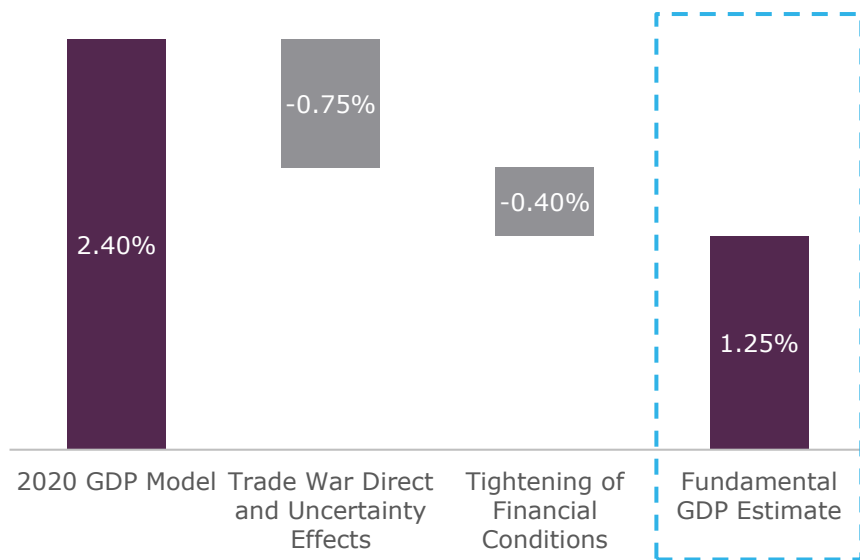 -0.75%
-0.40%
2.40%
1.25%
2020 GDP Model
Trade War Direct
and Uncertainty
Effects
Tightening of
Financial
Conditions
Fundamental
GDP Estimate